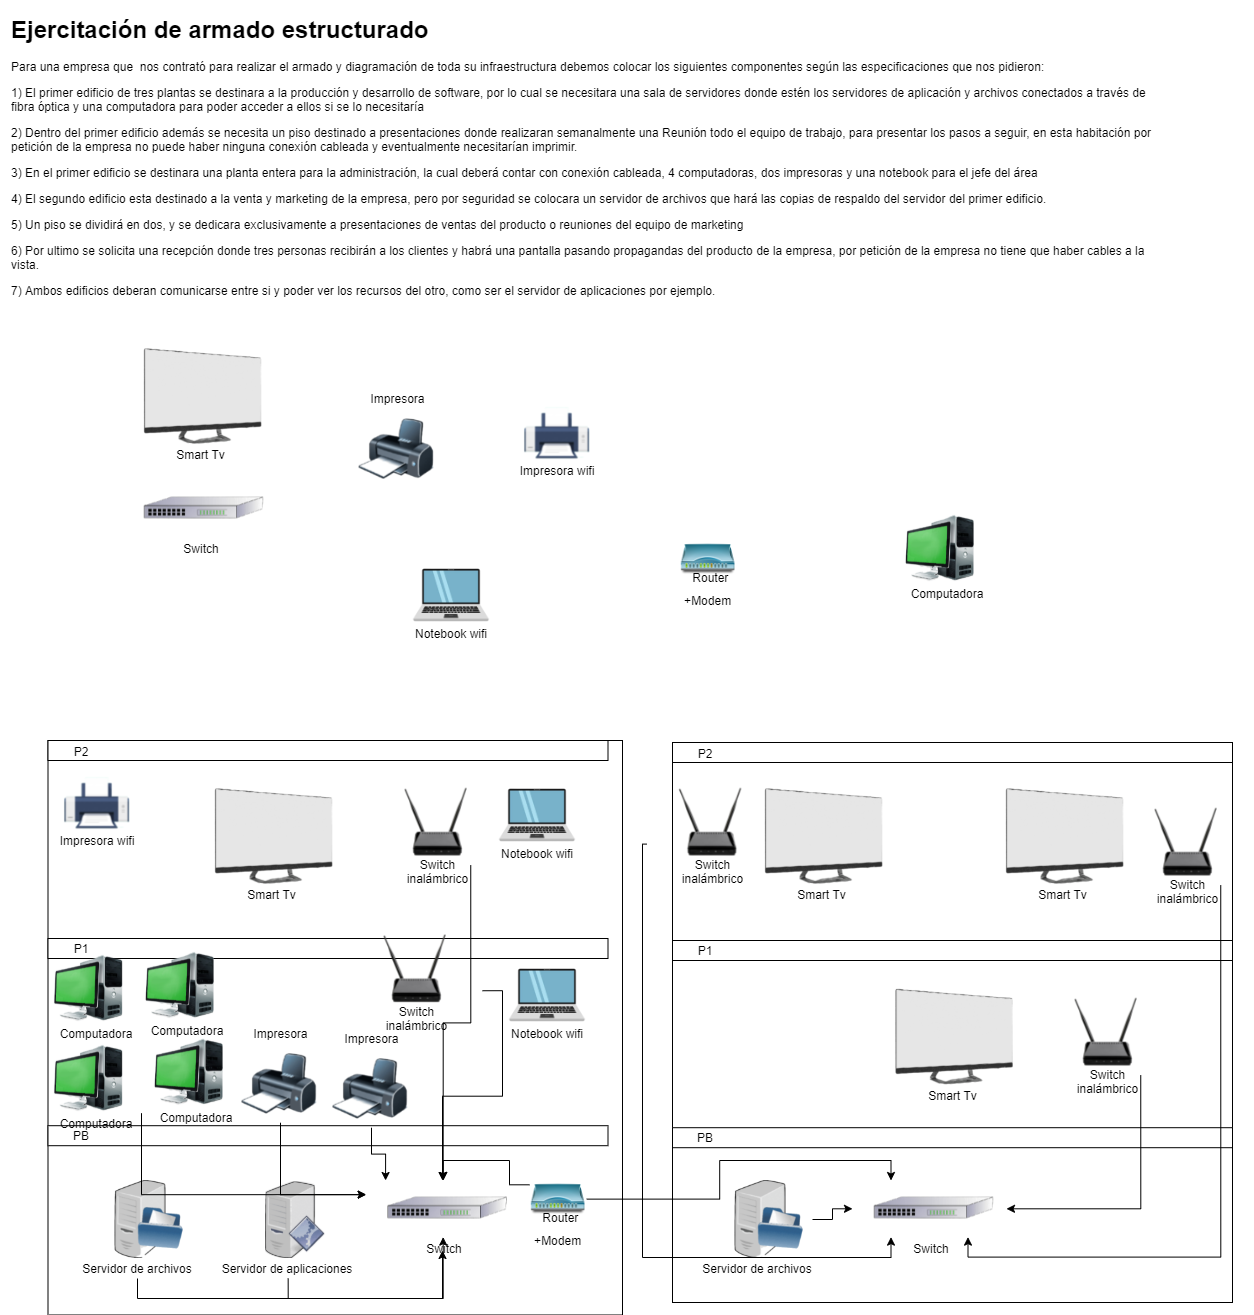 Ejercitación de armado estructurado
Para una empresa que  nos contrató para realizar el armado y diagramación de toda su infraestructura debemos colocar los siguientes componentes según las especificaciones que nos pidieron:
1) El primer edificio de tres plantas se destinara a la producción y desarrollo de software, por lo cual se necesitara una sala de servidores donde estén los servidores de aplicación y archivos conectados a través de
fibra óptica y una computadora para poder acceder a ellos si se lo necesitaría
2) Dentro del primer edificio además se necesita un piso destinado a presentaciones donde realizaran semanalmente una Reunión todo el equipo de trabajo, para presentar los pasos a seguir, en esta habitación por
petición de la empresa no puede haber ninguna conexión cableada y eventualmente necesitarían imprimir.
3) En el primer edificio se destinara una planta entera para la administración, la cual deberá contar con conexión cableada, 4 computadoras, dos impresoras y una notebook para el jefe del área
4) El segundo edificio esta destinado a la venta y marketing de la empresa, pero por seguridad se colocara un servidor de archivos que hará las copias de respaldo del servidor del primer edificio.
5) Un piso se dividirá en dos, y se dedicara exclusivamente a presentaciones de ventas del producto o reuniones del equipo de marketing
6) Por ultimo se solicita una recepción donde tres personas recibirán a los clientes y habrá una pantalla pasando propagandas del producto de la empresa, por petición de la empresa no tiene que haber cables a la
vista.
7) Ambos edificios deberan comunicarse entre si y poder ver los recursos del otro, como ser el servidor de aplicaciones por ejemplo.
Impresora
Smart Tv
Impresora wifi
Switch
Router
+Modem
Computadora
Notebook wifi
P2
Impresora wifi
Smart Tv
Switch
inalámbrico
Notebook wifi
P1
Computadora
Computadora
Impresora
Impresora
Switch
inalámbrico
Notebook wifi
Computadora
Computadora
PB
Servidor de archivos
Servidor de aplicaciones
Switch
Router
+Modem
P2
Switch
inalámbrico
Smart Tv
Smart Tv
Switch
inalámbrico
P1
Smart Tv
Switch
inalámbrico
PB
Servidor de archivos
Switch